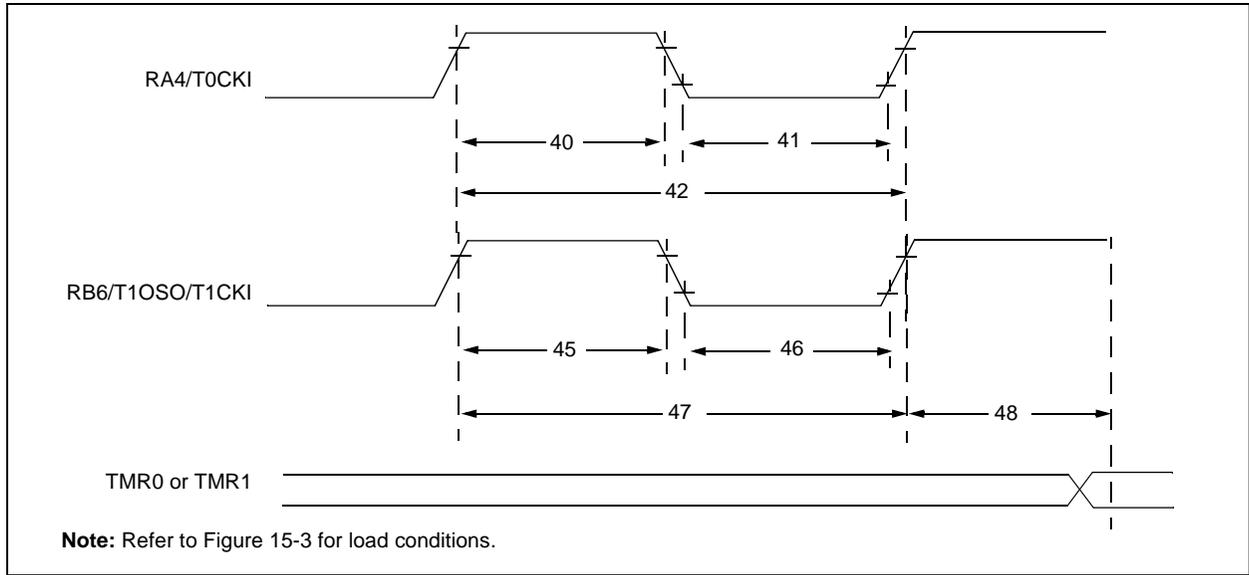 RA4/T0CKI
40
41
42
RB6/T1OSO/T1CKI
45
46
47
48
TMR0 or TMR1
Note: Refer to Figure 15-3 for load conditions.